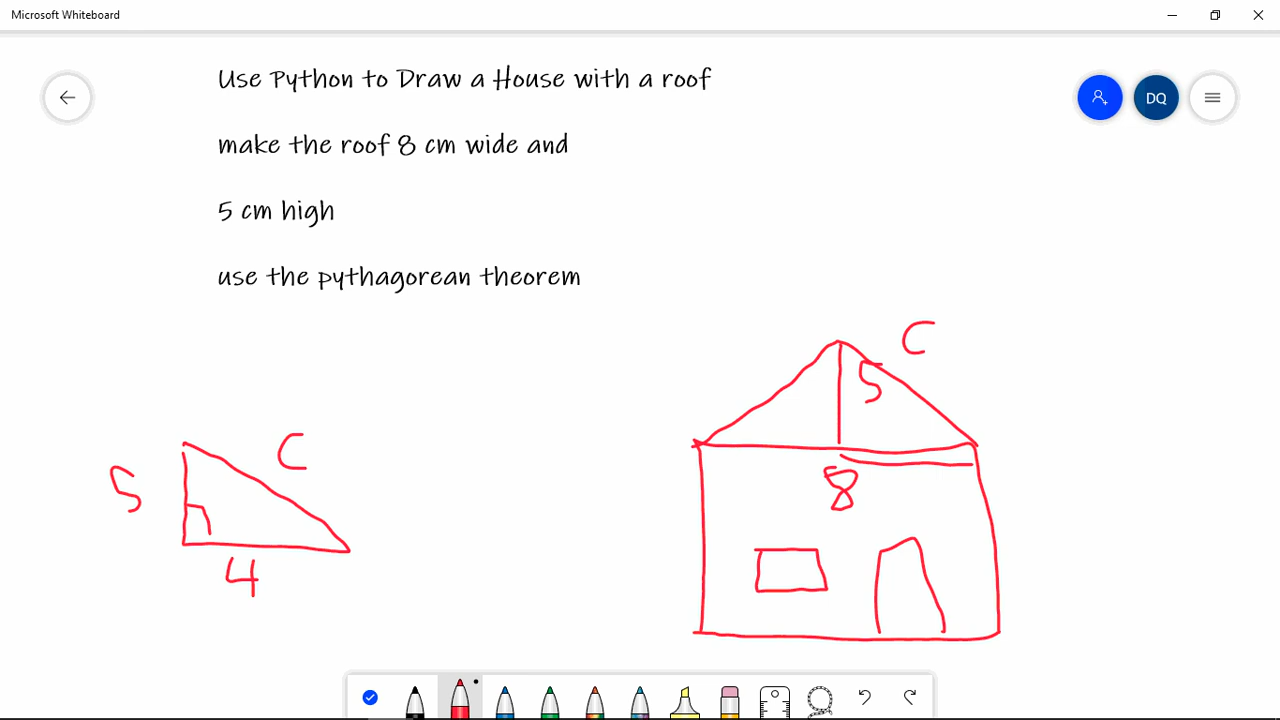 Microsoft Whiteboard
Use Python to Draw a House with a roof
DQ
make the roof 8 cm wide and
5 cm high
use the pythagorean theorem
C
5
C
5
8
4